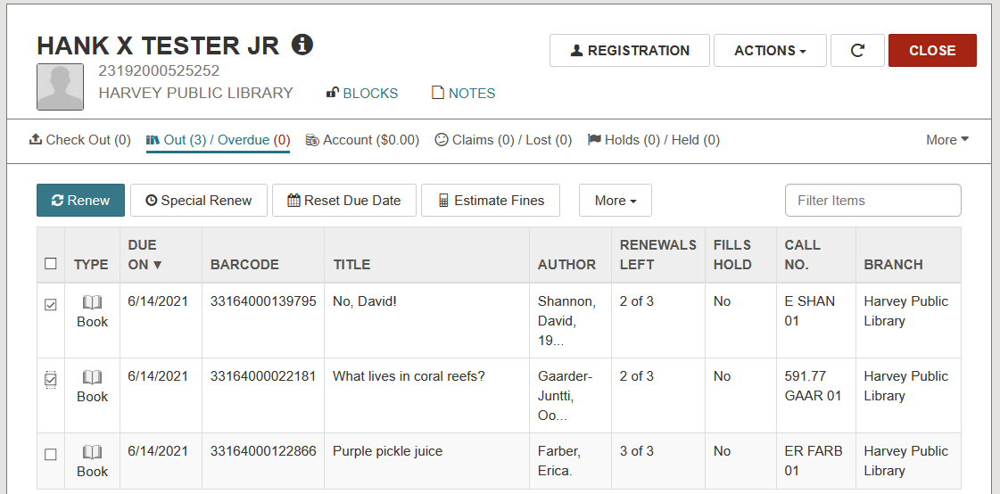 HANK X TESTER JR
23192000525252
HARVEY PUBLIC LIBRARY BLOCKS NOTES
REGISTRATION ACTIONS CLOSE
Check Out (0) Out (3) / Overdue (0) Account ($0.00) Claims (0) / Lost (0) Holds (0) / Held (0) More
Renew Special Renew Reset Due Date Estimate Fines More Filter Items
TYPE DUE ON ▼ BARCODE TITLE AUTHOR RENEWALS LEFT FILLS HOLD CALL NO. BRANCH
Book 6/14/2021 33164000139795 No, David! Shannon, David, 19... 2 of 3 No E SHAN 01 Harvey Public Library
Book 6/14/2021 33164000022181 What lives in coral reefs? Gaarder-Juntti, Oo... 2 of 3 No 591.77 GAAR 01 Harvey Public Library
Book 6/14/2021 33164000122866 Purple pickle juice Farber, Erica. 3 of 3 No ER FARB 01 Harvey Public Library